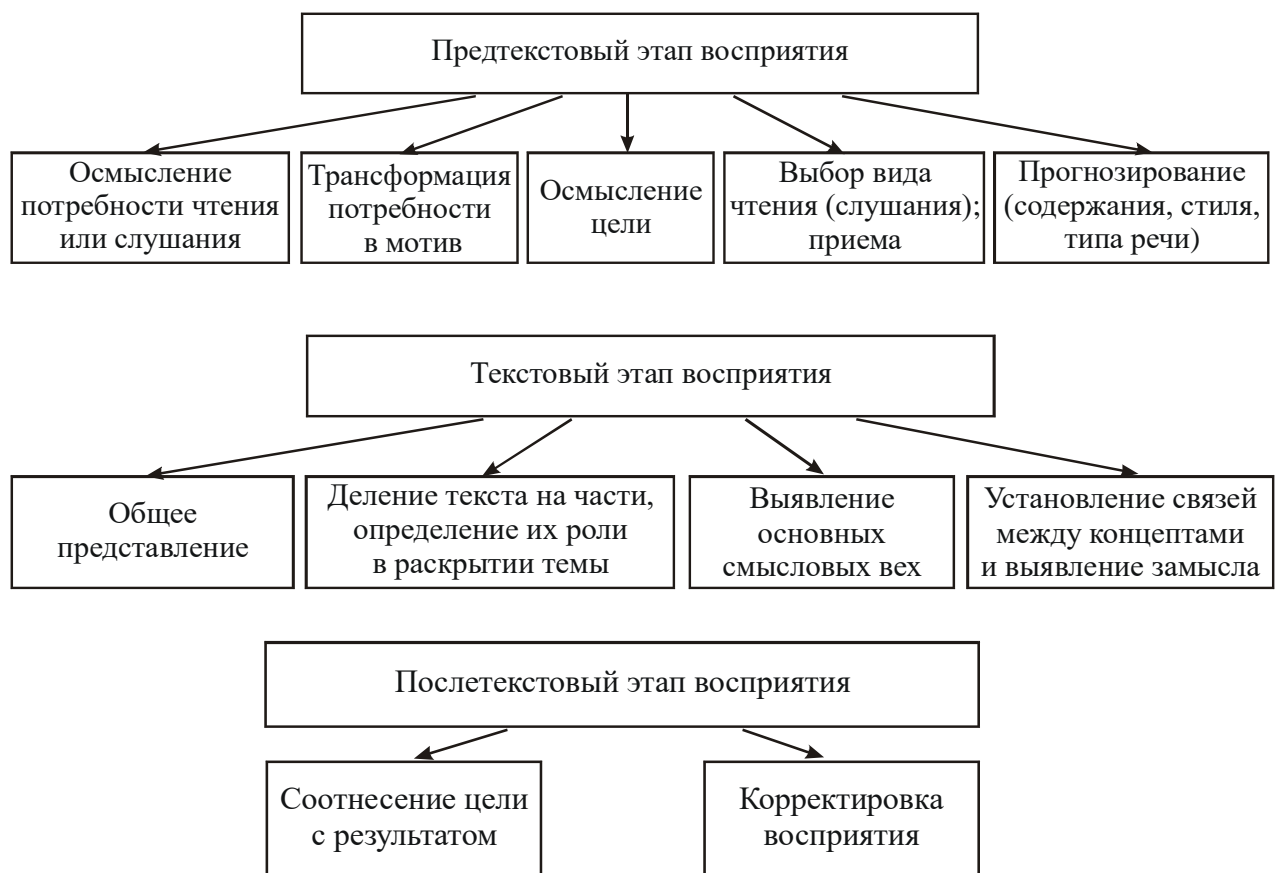 Предтекстовый этап восприятия
Осмысление
потребности чтения
или слушания
Трансформация
потребности
в мотив
Осмысление
цели
Выбор вида
чтения (слушания);
приема
Прогнозирование
(содержания, стиля,
типа речи)
Текстовый этап восприятия
Общее
представление
Деление текста на части,
определение их роли
в раскрытии темы
Выявление
основных
смысловых вех
Установление связей
между концептами
и выявление замысла
Послетекстовый этап восприятия
Соотнесение цели
с результатом
Корректировка
восприятия